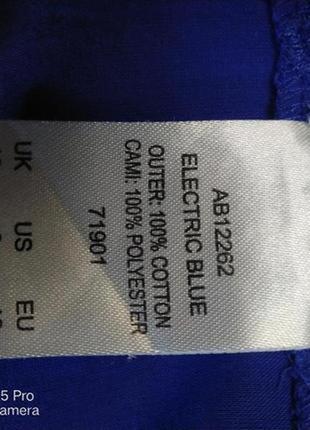 AB12262
ELECTRIC BLUE
OUTER: 100% COTTON
CAMI: 100% POLYESTER
71901
UK US EU
5 Pro
amera